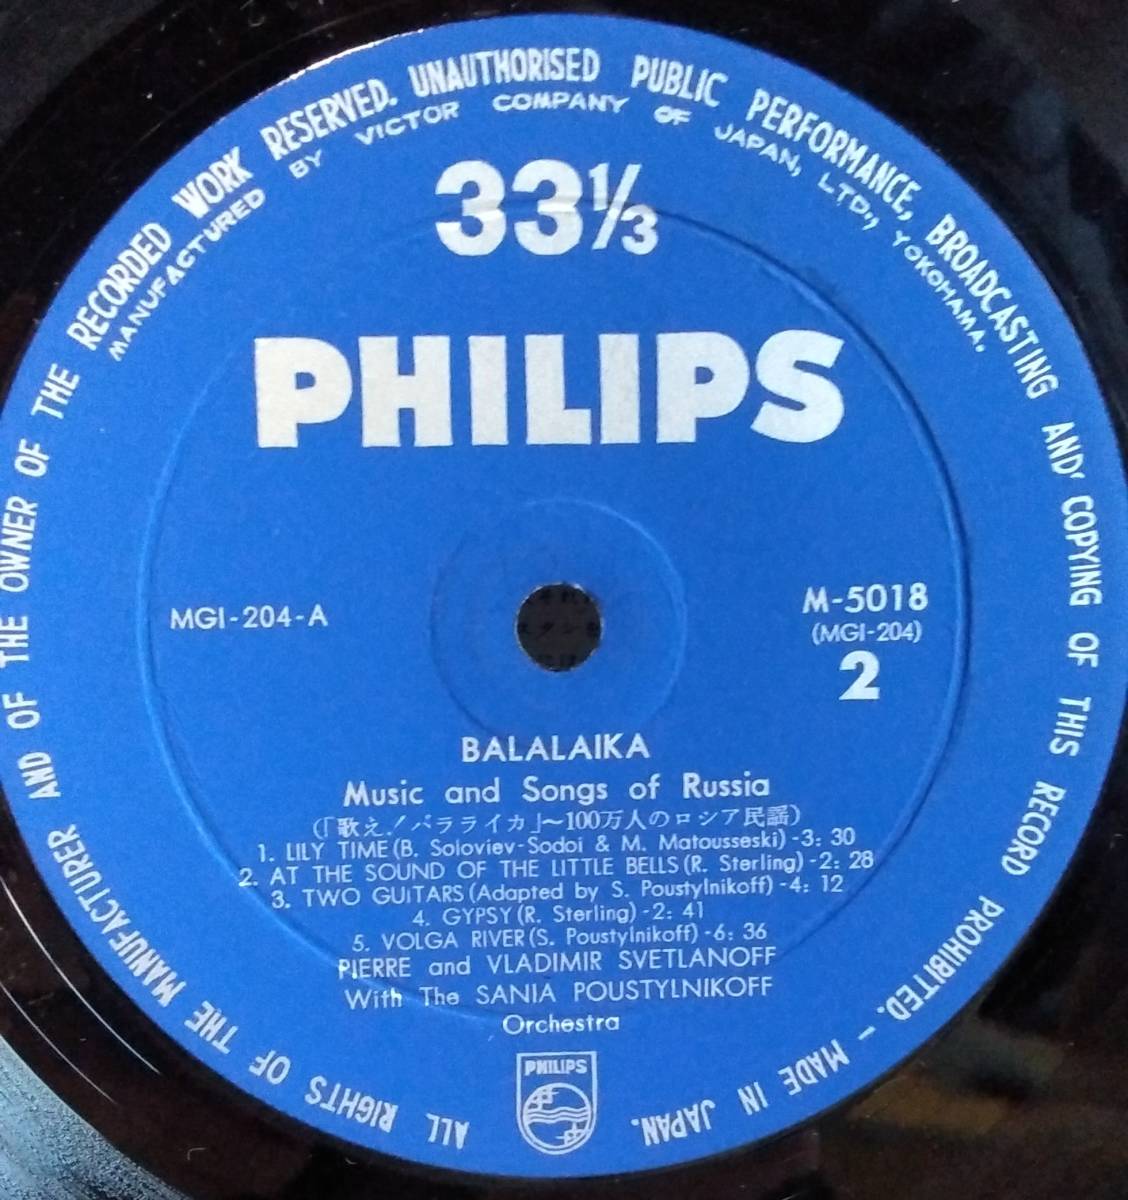 ALL RIGHTS OF THE MANUFACTURER AND OF THE OWNER OF THE RECORDED WORK RESERVED. UNAUTHORISED PUBLIC PERFORMANCE, BROADCASTING AND COPYING OF THIS RECORD PROHIBITED. - MADE IN JAPAN.
MANUFACTURED BY VICTOR COMPANY OF JAPAN, LTD., YOKOHAMA.
33⅓
PHILIPS
MGI-204-A
M-5018
(MGI-204)
2
BALALAIKA
Music and Songs of Russia
(「歌え!バラライカ」~100万人のロシア民謡)
1. LILY TIME (B. Soloviev-Sodoi & M. Matousseski) -3: 30
2. AT THE SOUND OF THE LITTLE BELLS (R. Sterling) -2: 28
3. TWO GUITARS (Adapted by S. Poustylnikoff) -4: 12
4. GYPSY (R. Sterling) -2: 41
5. VOLGA RIVER (S. Poustylnikoff) -6: 36
PIERRE and VLADIMIR SVETLANOFF
With The SANIA POUSTYLNIKOFF
Orchestra
PHILIPS